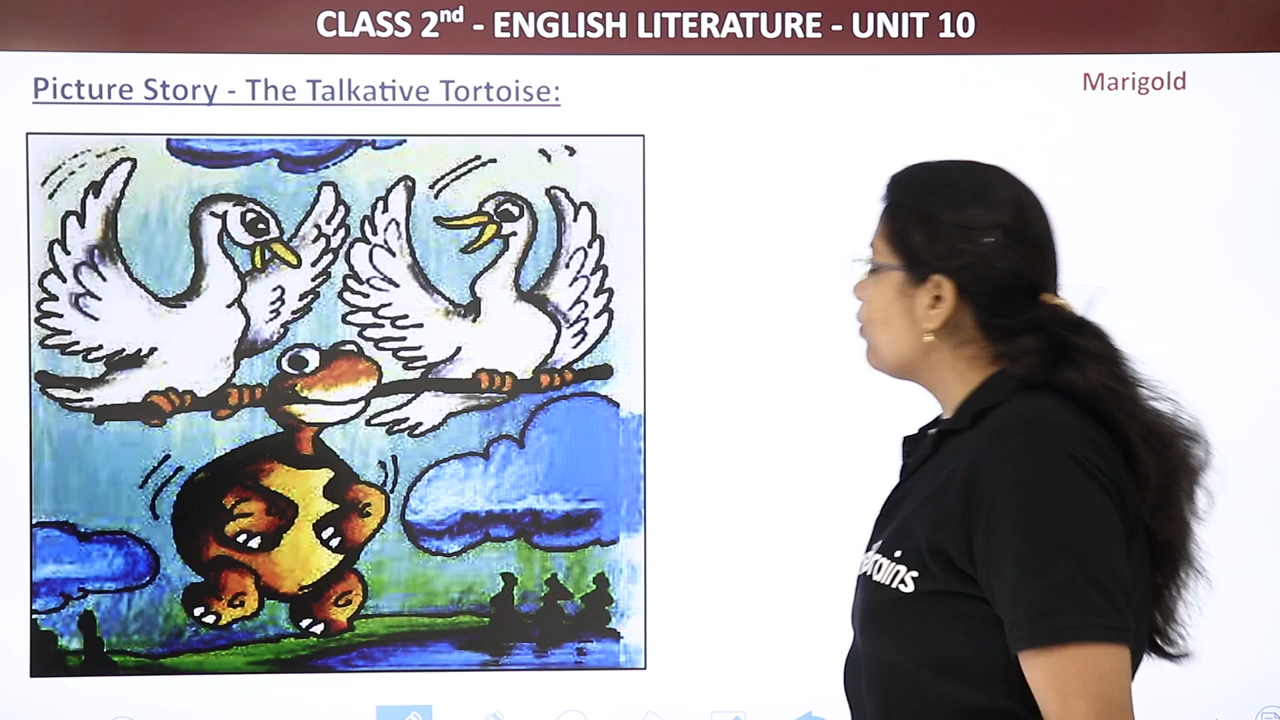 CLASS 2nd - ENGLISH LITERATURE - UNIT 10
Picture Story - The Talkative Tortoise:
Marigold